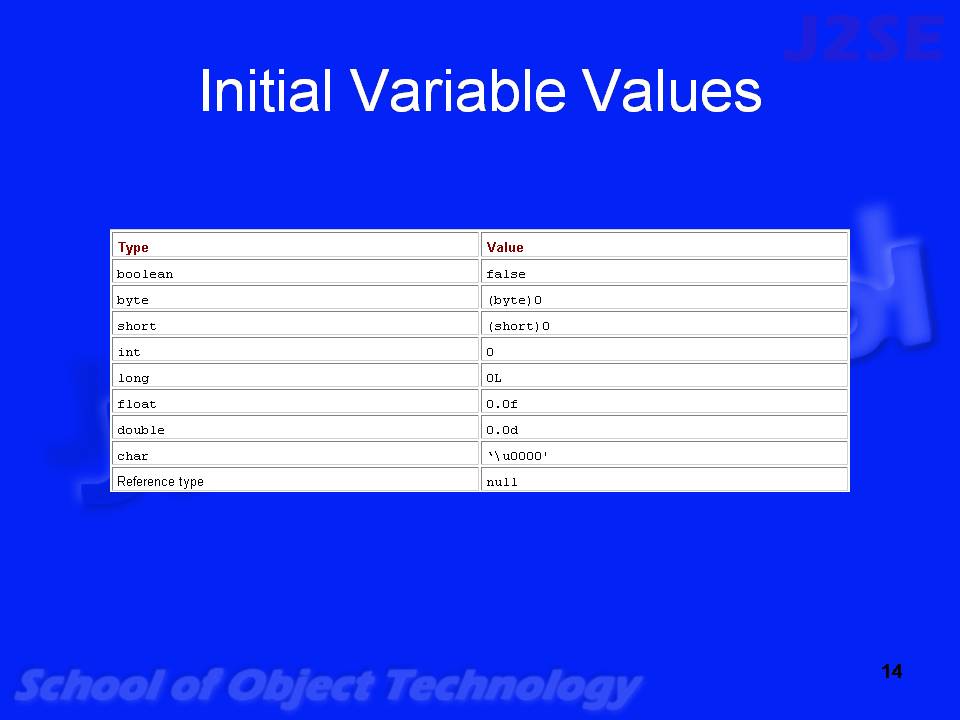 J2SE
Initial Variable Values
Type Value
boolean false
byte (byte)0
short (short)0
int 0
long 0L
float 0.0f
double 0.0d
char `\u0000'
Reference type null
14
School of Object Technology